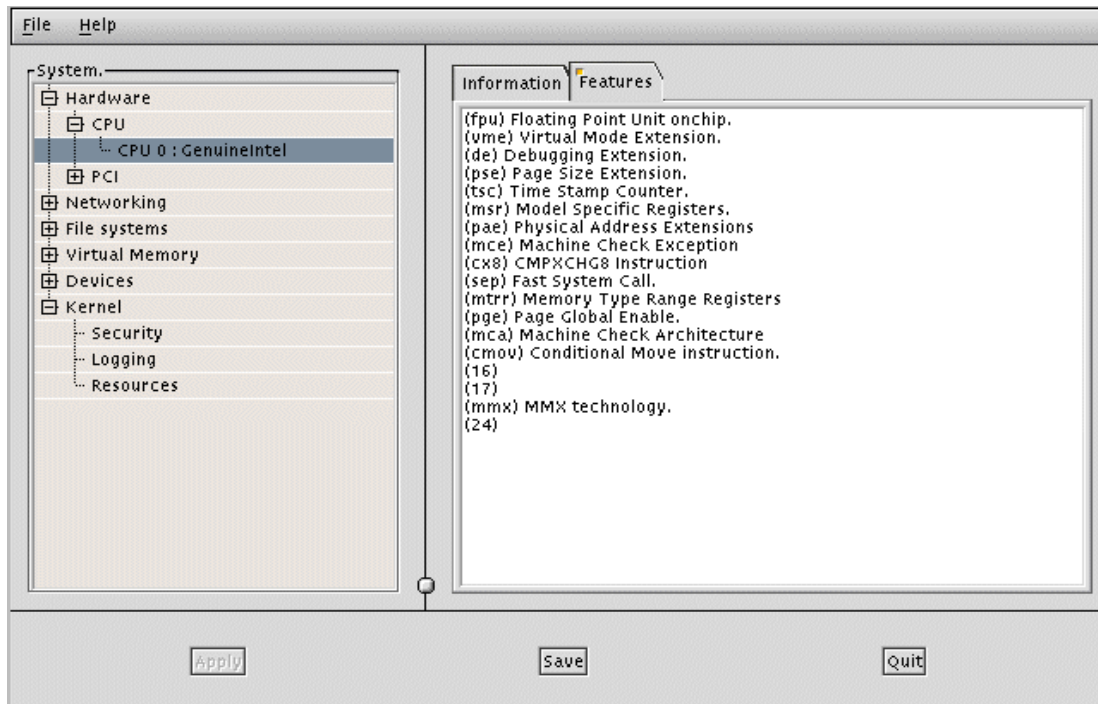 File Help
System.
Hardware
CPU
CPU 0 : GenuineIntel
PCI
Networking
File systems
Virtual Memory
Devices
Kernel
Security
Logging
Resources
Information Features
(fpu) Floating Point Unit onchip.
(vme) Virtual Mode Extension.
(de) Debugging Extension.
(pse) Page Size Extension.
(tsc) Time Stamp Counter.
(msr) Model Specific Registers.
(pae) Physical Address Extensions
(mce) Machine Check Exception
(cx8) CMPXCHG8 Instruction
(sep) Fast System Call.
(mtrr) Memory Type Range Registers
(pge) Page Global Enable.
(mca) Machine Check Architecture
(cmov) Conditional Move instruction.
(16)
(17)
(mmx) MMX technology.
(24)
Apply Save Quit